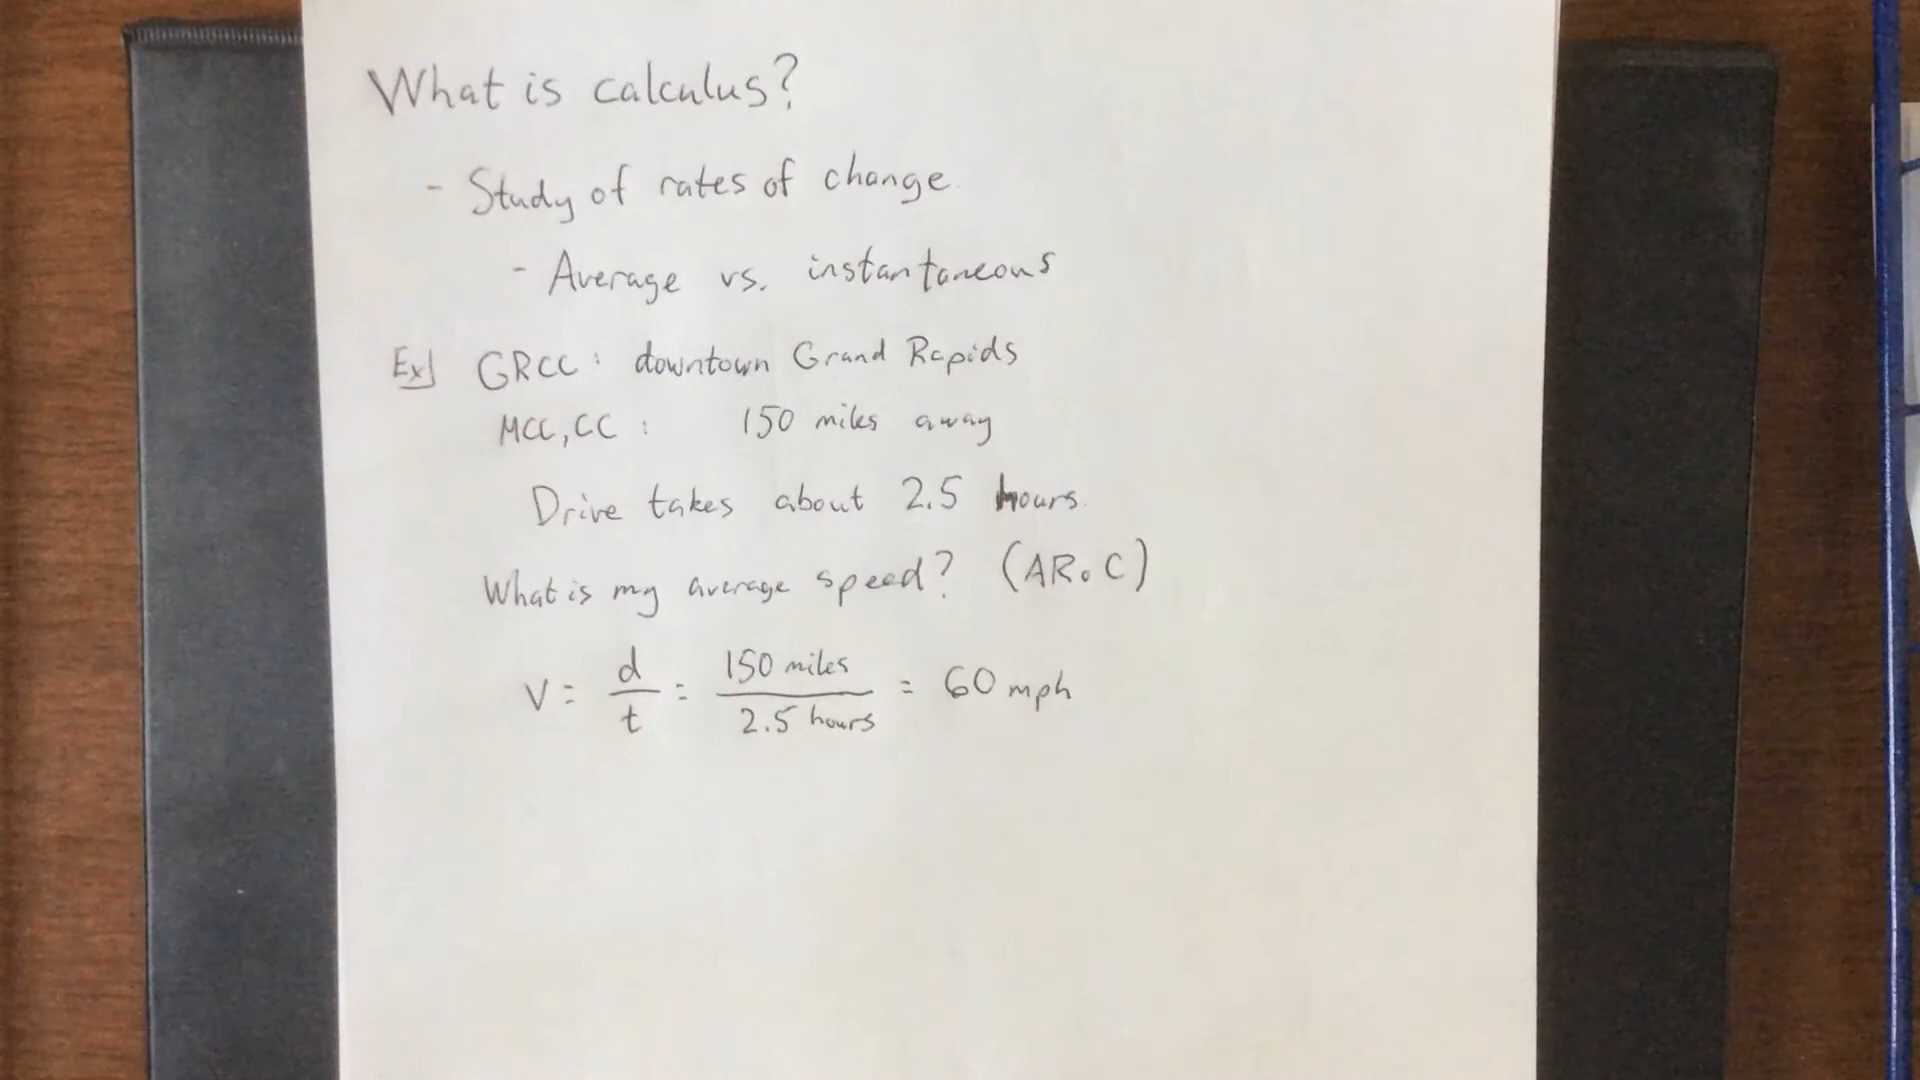 What is calculus?
- Study of rates of change.
- Average vs. instantaneous
Ex] GRCC: downtown Grand Rapids
MCC, CC: 150 miles away
Drive takes about 2.5 hours.
What is my average speed? (ARoC)
V = d/t = 150 miles / 2.5 hours = 60 mph